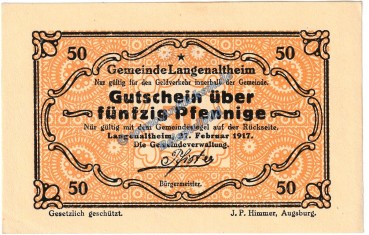 50 50
Gemeinde Langenaltheim
Nur gültig für den Geldverkehr innerhalb der Gemeinde.
Gutschein über
fünfzig Pfennige
Nur gültig mit dem Gemeindesiegel auf der Rückseite.
Langenaltheim, 27. Februar 1917.
Die Gemeindeverwaltung.
Bürgermeister.
50 50
Gesetzlich geschützt. J. P. Himmer, Augsburg.